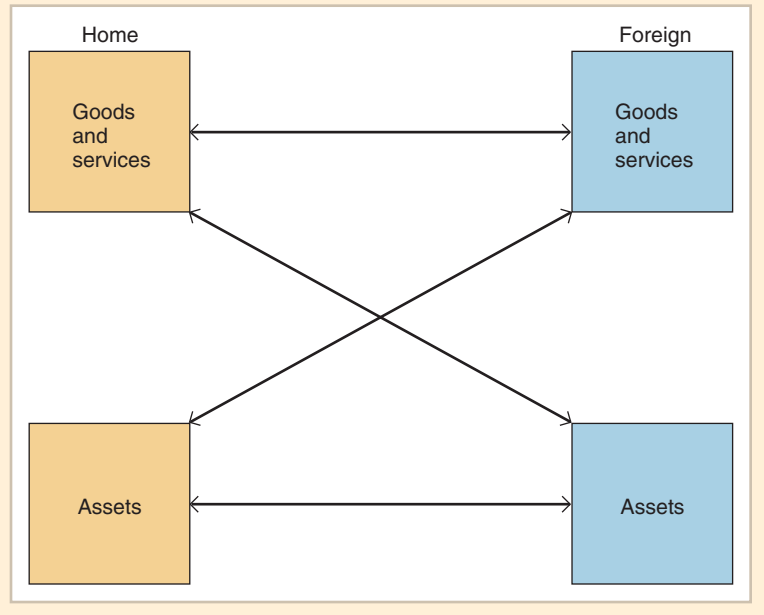 Home
Foreign
Goods
and
services
Goods
and
services
Assets
Assets